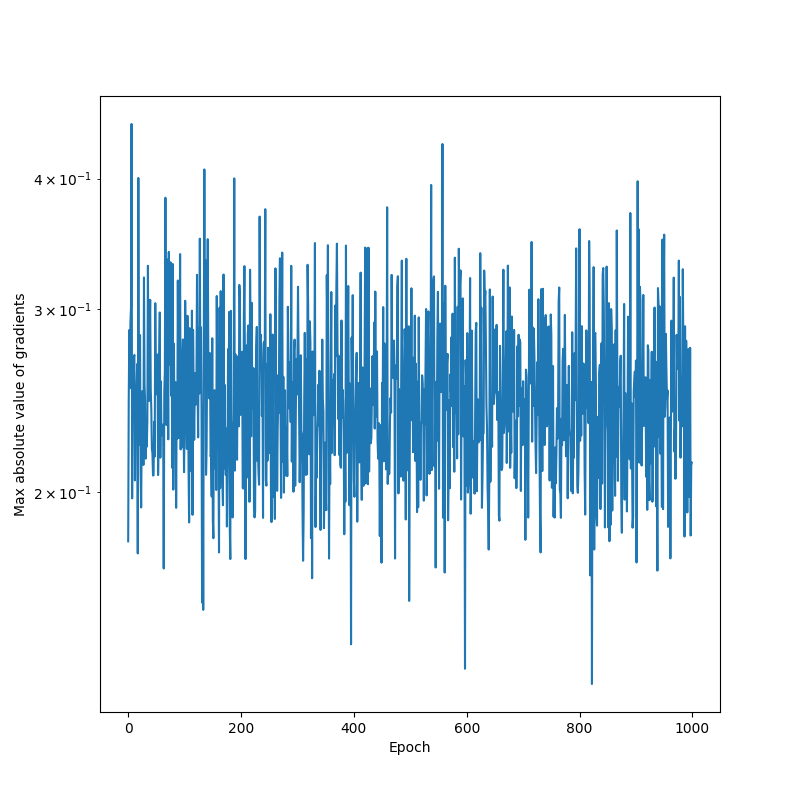 Max absolute value of gradients
4 × 10⁻¹
3 × 10⁻¹
2 × 10⁻¹
0 200 400 600 800 1000
Epoch